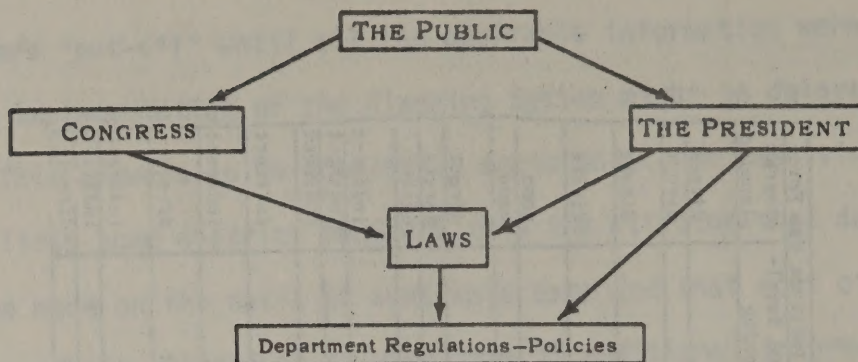 THE PUBLIC
CONGRESS
THE PRESIDENT
LAWS
Department Regulations—Policies